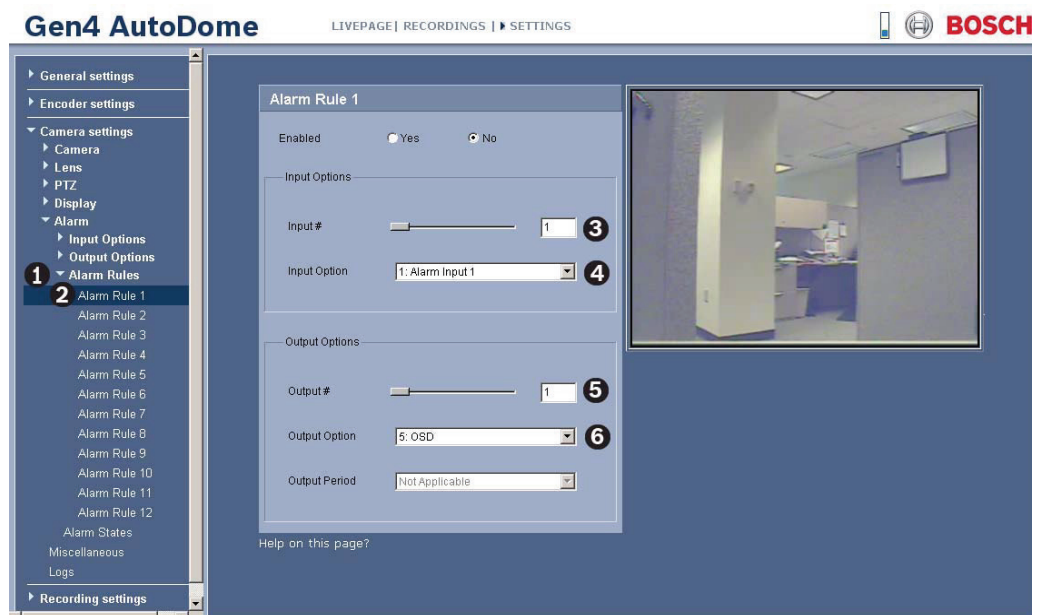 Gen4 AutoDome
LIVEPAGE| RECORDINGS | SETTINGS
BOSCH
General settings
Encoder settings
Camera settings
Camera
Lens
PTZ
Display
Alarm
Input Options
Output Options
1 Alarm Rules
2 Alarm Rule 1
Alarm Rule 2
Alarm Rule 3
Alarm Rule 4
Alarm Rule 5
Alarm Rule 6
Alarm Rule 7
Alarm Rule 8
Alarm Rule 9
Alarm Rule 10
Alarm Rule 11
Alarm Rule 12
Alarm States
Miscellaneous
Logs
Recording settings
Alarm Rule 1
Enabled Yes No
Input Options
Input # 1 3
Input Option 1: Alarm Input 1 4
Output Options
Output # 1 5
Output Option 5: OSD 6
Output Period Not Applicable
Help on this page?